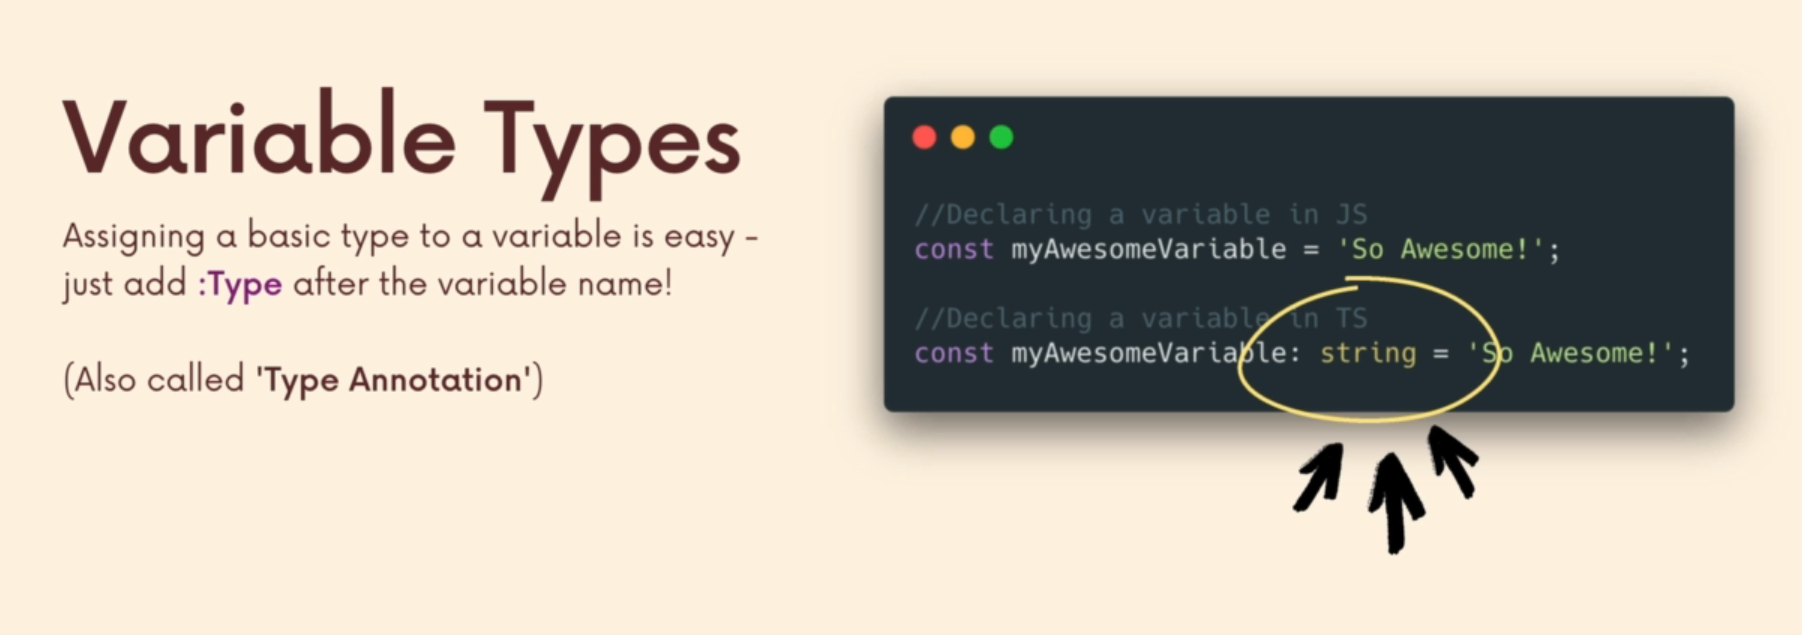 Variable Types
Assigning a basic type to a variable is easy -
just add :Type after the variable name!
(Also called 'Type Annotation')
//Declaring a variable in JS
const myAwesomeVariable = 'So Awesome!';
//Declaring a variable in TS
const myAwesomeVariable: string = 'So Awesome!';